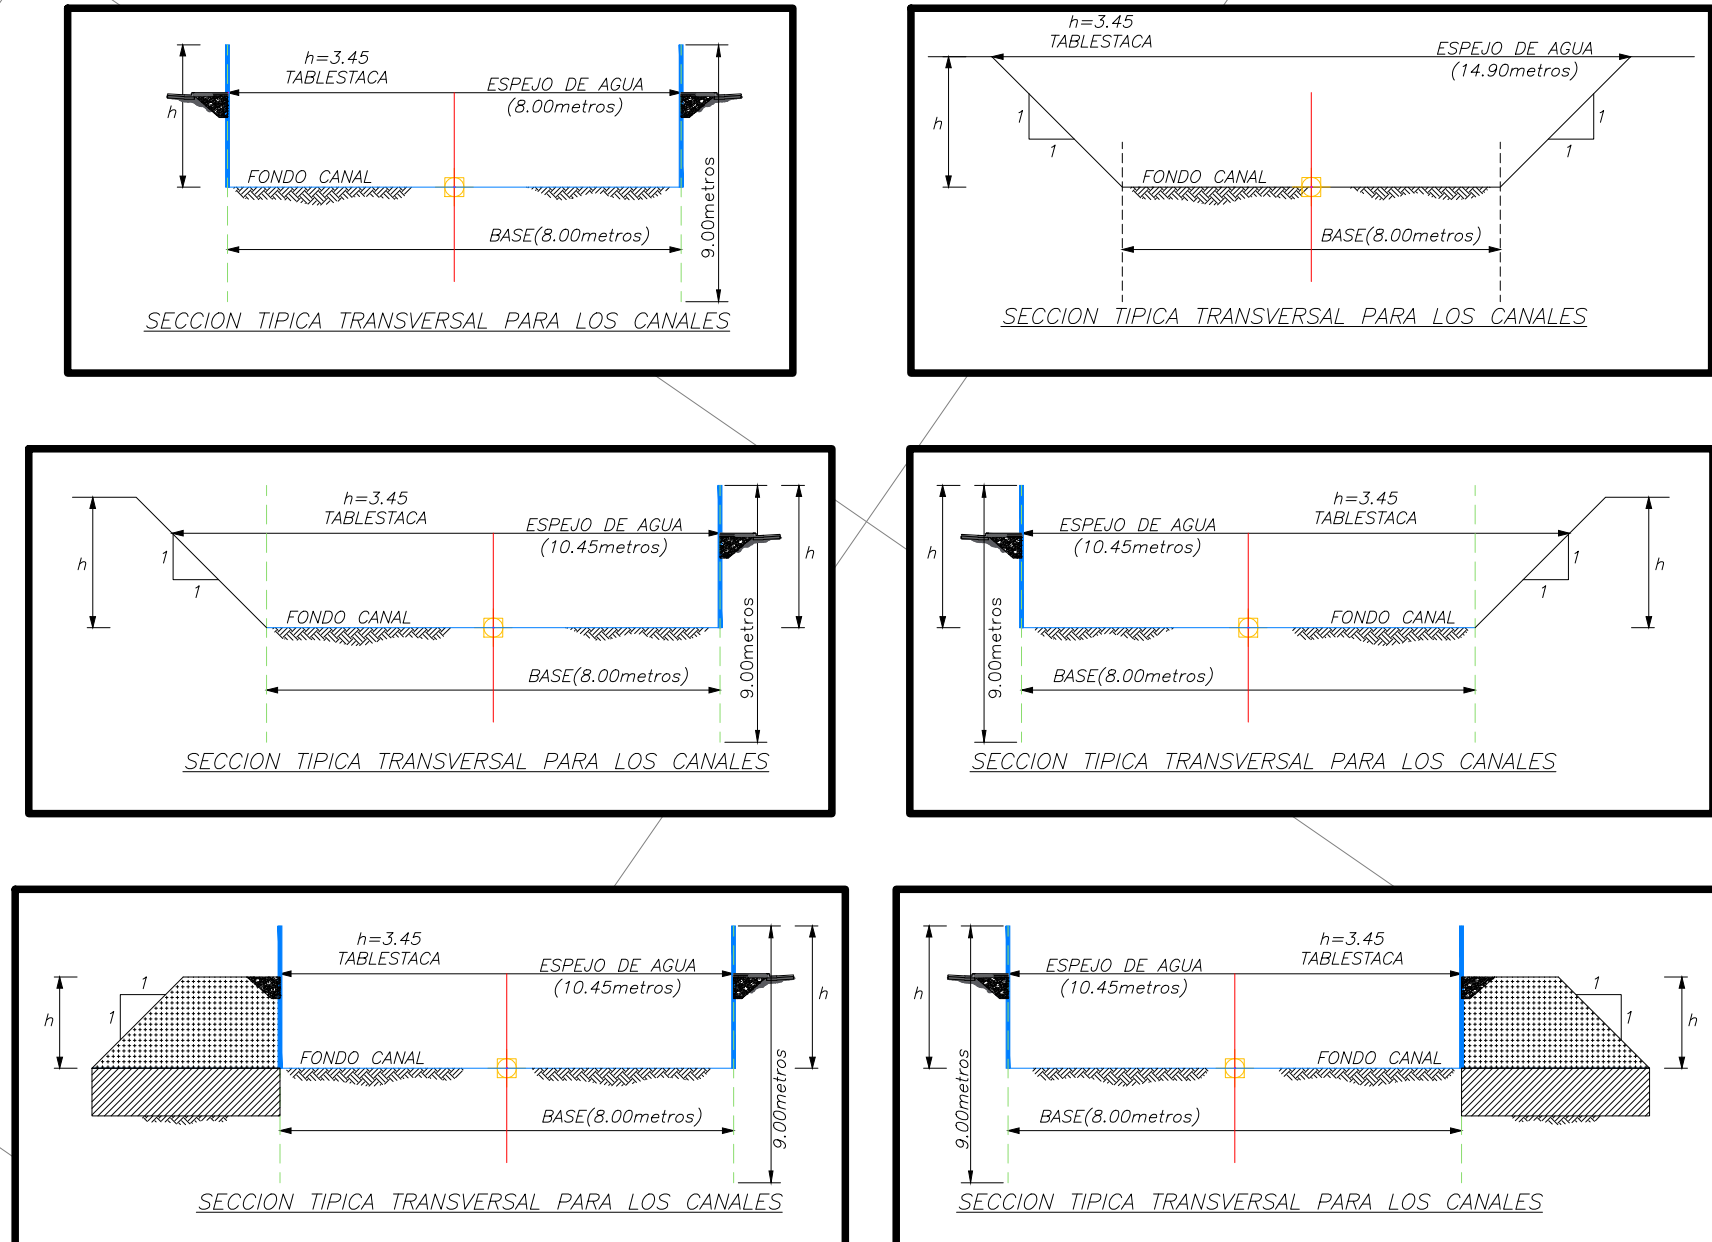 h=3.45
TABLESTACA
ESPEJO DE AGUA
(8.00metros)
h
FONDO CANAL
9.00metros
BASE(8.00metros)
SECCION TIPICA TRANSVERSAL PARA LOS CANALES
h=3.45
TABLESTACA
ESPEJO DE AGUA
(14.90metros)
h
1
1
1
1
FONDO CANAL
BASE(8.00metros)
SECCION TIPICA TRANSVERSAL PARA LOS CANALES
h=3.45
TABLESTACA
ESPEJO DE AGUA
(10.45metros)
h
1
1
h
FONDO CANAL
9.00metros
BASE(8.00metros)
SECCION TIPICA TRANSVERSAL PARA LOS CANALES
h=3.45
TABLESTACA
ESPEJO DE AGUA
(10.45metros)
h
1
1
h
FONDO CANAL
9.00metros
BASE(8.00metros)
SECCION TIPICA TRANSVERSAL PARA LOS CANALES
h=3.45
TABLESTACA
ESPEJO DE AGUA
(10.45metros)
1
1
h
h
FONDO CANAL
9.00metros
BASE(8.00metros)
SECCION TIPICA TRANSVERSAL PARA LOS CANALES
h=3.45
TABLESTACA
ESPEJO DE AGUA
(10.45metros)
h
1
1
h
FONDO CANAL
9.00metros
BASE(8.00metros)
SECCION TIPICA TRANSVERSAL PARA LOS CANALES